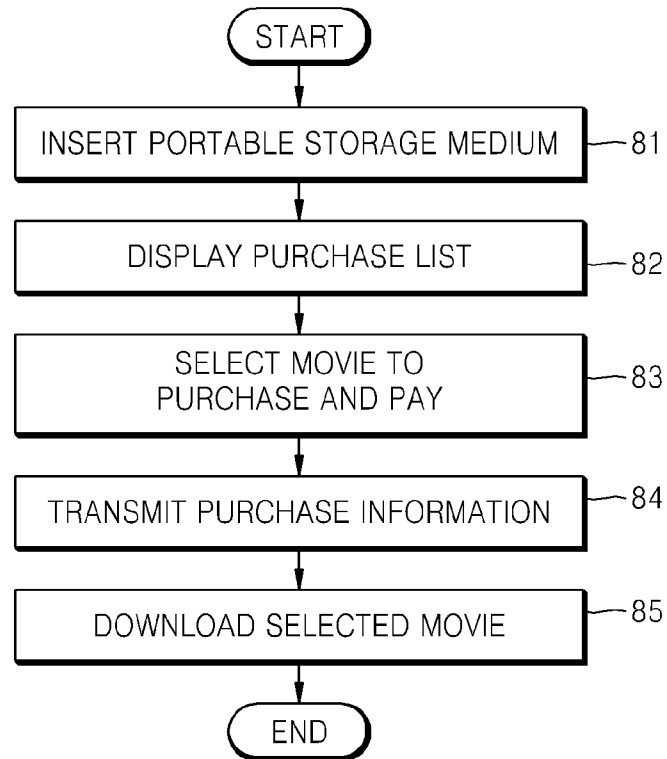 START
INSERT PORTABLE STORAGE MEDIUM
81
DISPLAY PURCHASE LIST
82
SELECT MOVIE TO
PURCHASE AND PAY
83
TRANSMIT PURCHASE INFORMATION
84
DOWNLOAD SELECTED MOVIE
85
END